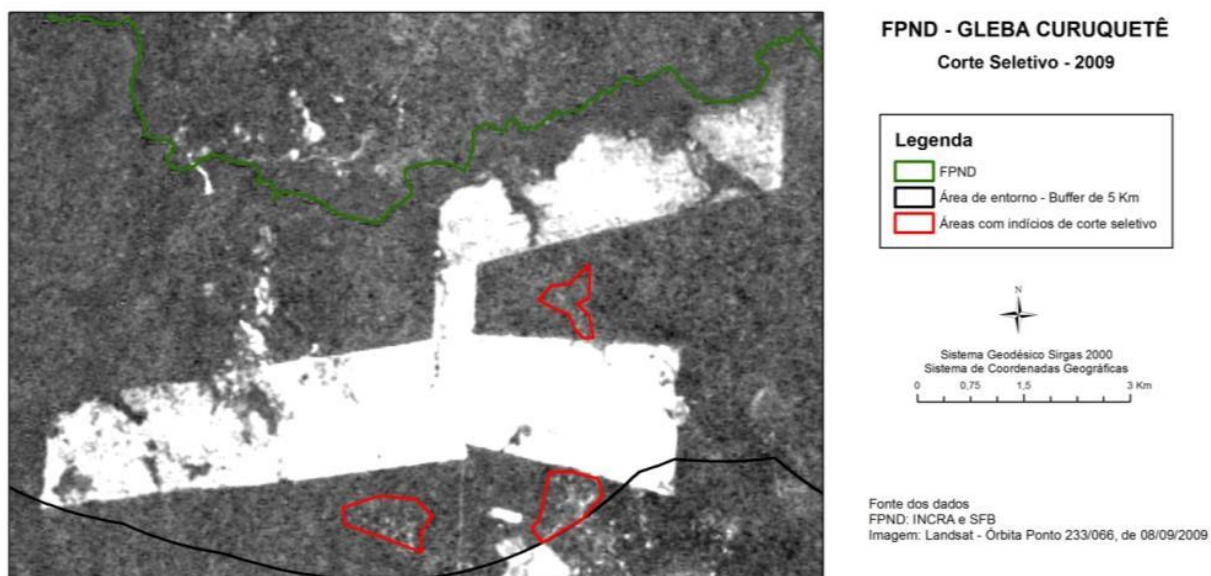 FPND - GLEBA CURUQUETÊ
Corte Seletivo - 2009
Legenda
FPND
Área de entorno - Buffer de 5 Km
Áreas com indícios de corte seletivo
N
Sistema Geodésico Sirgas 2000
Sistema de Coordenadas Geográficas
0 0,75 1,5 3 Km
Fonte dos dados
FPND: INCRA e SFB
Imagem: Landsat - Órbita Ponto 233/066, de 08/09/2009